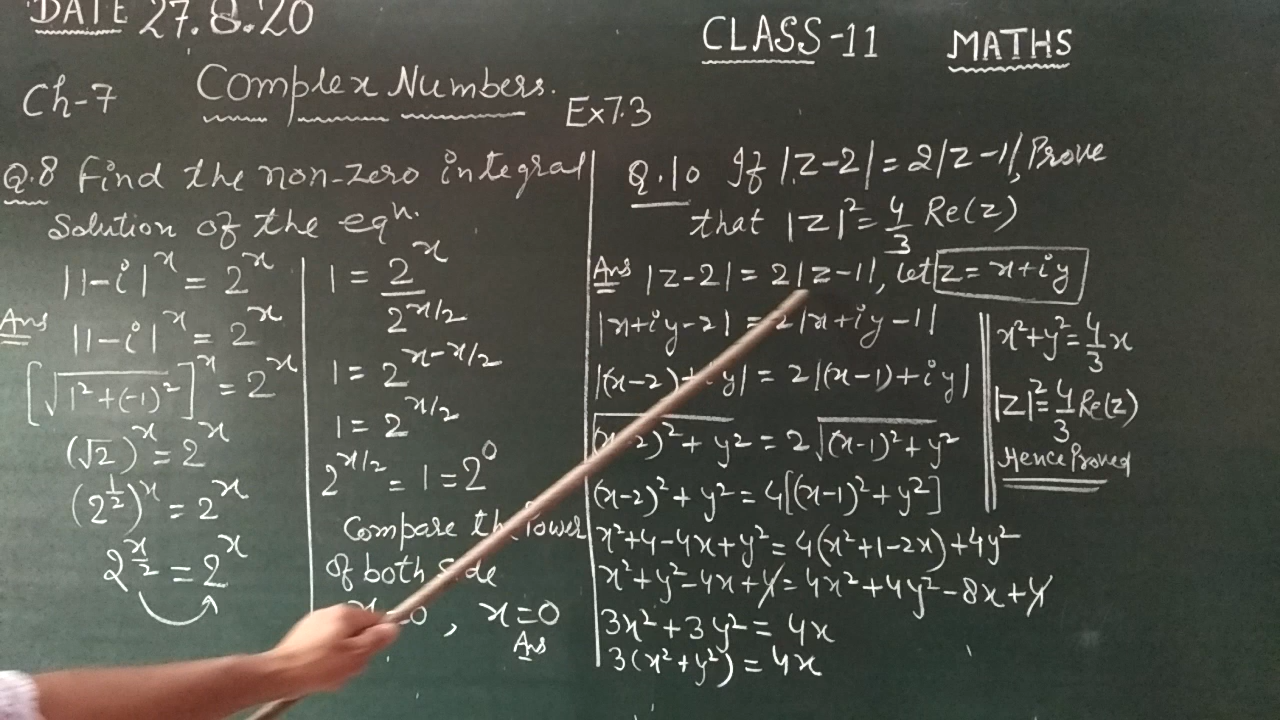 DATE 27.8.20
CLASS-11 MATHS
Ch-7 Complex Numbers.
Ex 7.3
Q.8 Find the non-zero integral
solution of the eqⁿ.
|1-i|^x = 2^x
Ans
|1-i|^x = 2^x
[√(1²+(-1)²)]^x = 2^x
(√2)^x = 2^x
(2^(1/2))^x = 2^x
2^(x/2) = 2^x
1 = 2^x / 2^(x/2)
1 = 2^(x-x/2)
1 = 2^(x/2)
2^(x/2) = 1 = 2^0
Compare the Power
of both side
=0, x=0
Ans
Q.10 If |z-2| = 2|z-1|, Prove
that |z|² = 4/3 Re(z)
Ans |z-2| = 2|z-1|, let z = x+iy
|x+iy-2| = 2|x+iy-1|
|(x-2)+iy| = 2|(x-1)+iy|
√((x-2)²+y²) = 2√((x-1)²+y²)
(x-2)²+y² = 4[(x-1)²+y²]
x²+4-4x+y² = 4(x²+1-2x)+4y²
x²+y²-4x+4 = 4x²+4y²-8x+4
3x²+3y² = 4x
3(x²+y²) = 4x
x²+y² = 4/3 x
|z|² = 4/3 Re(z)
Hence Proved